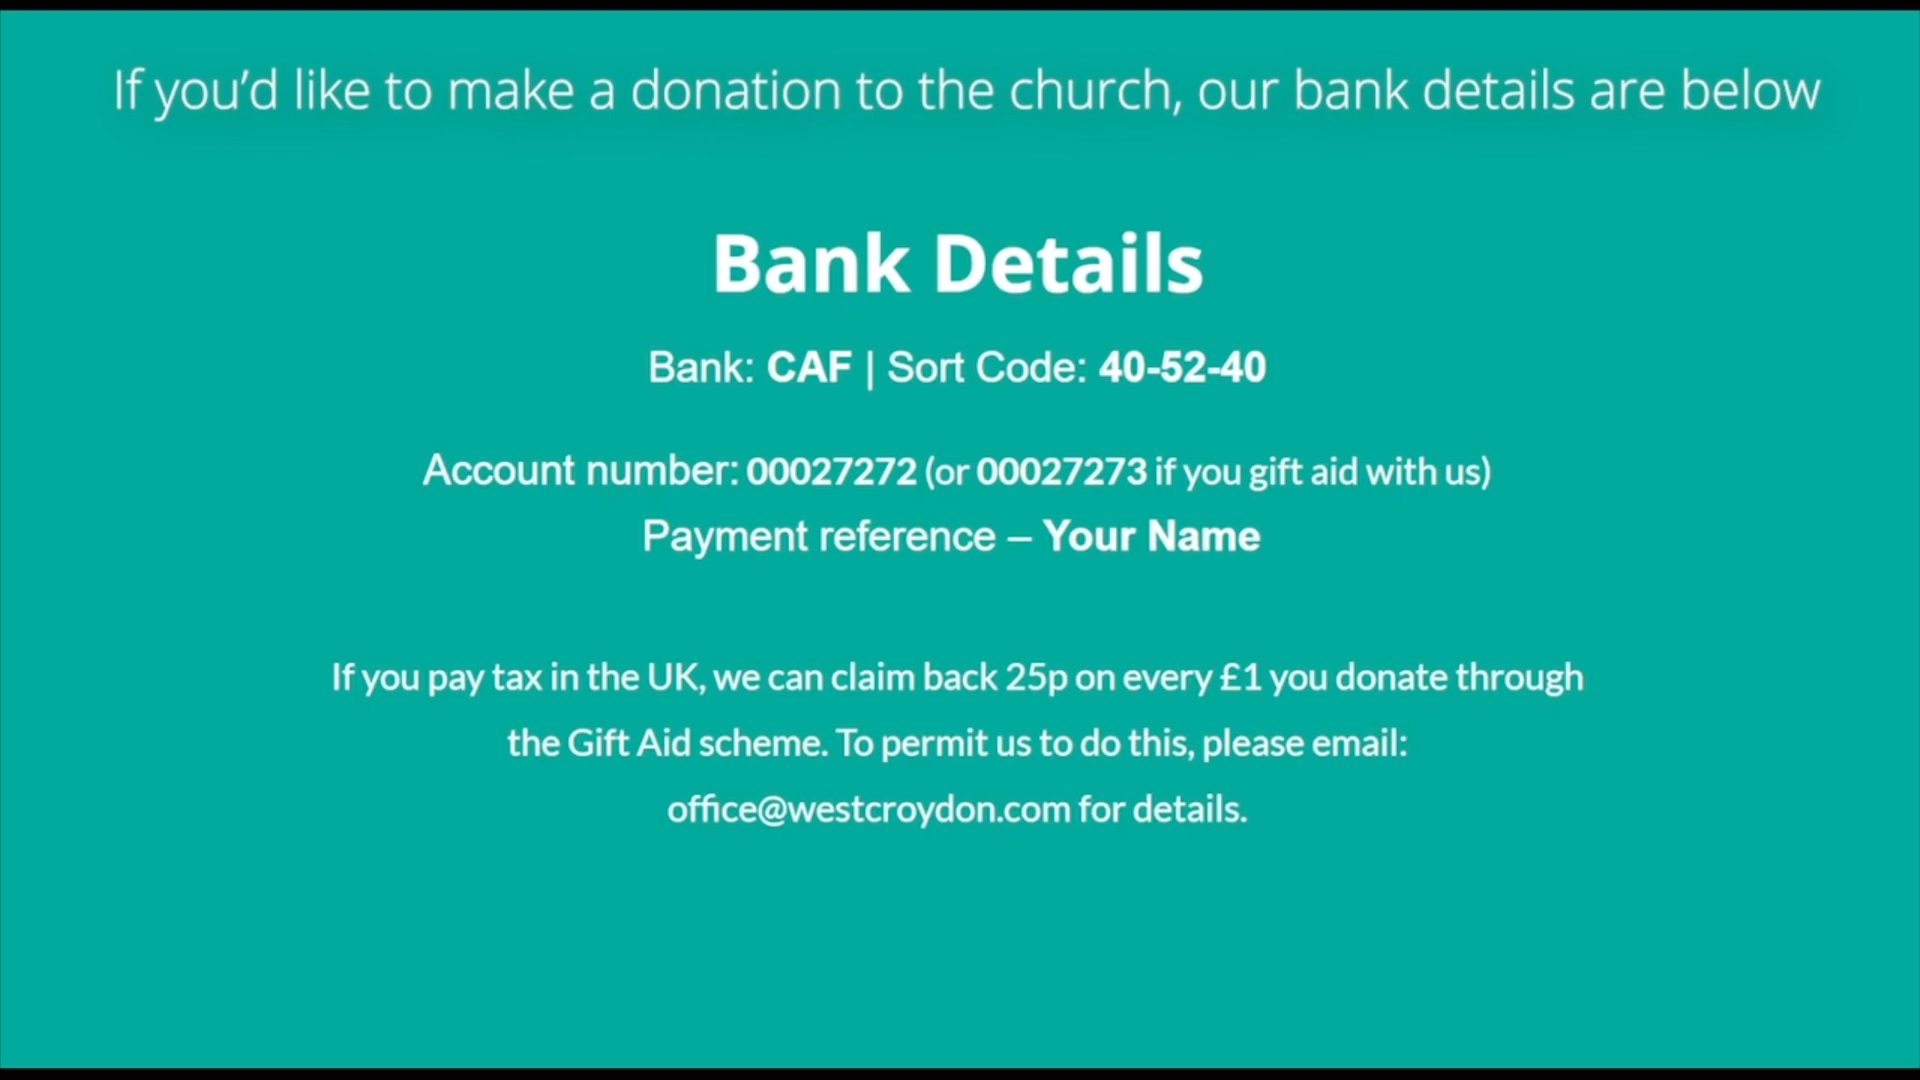 If you’d like to make a donation to the church, our bank details are below
Bank Details
Bank: CAF | Sort Code: 40-52-40
Account number: 00027272 (or 00027273 if you gift aid with us)
Payment reference – Your Name
If you pay tax in the UK, we can claim back 25p on every £1 you donate through
the Gift Aid scheme. To permit us to do this, please email:
office@westcroydon.com for details.